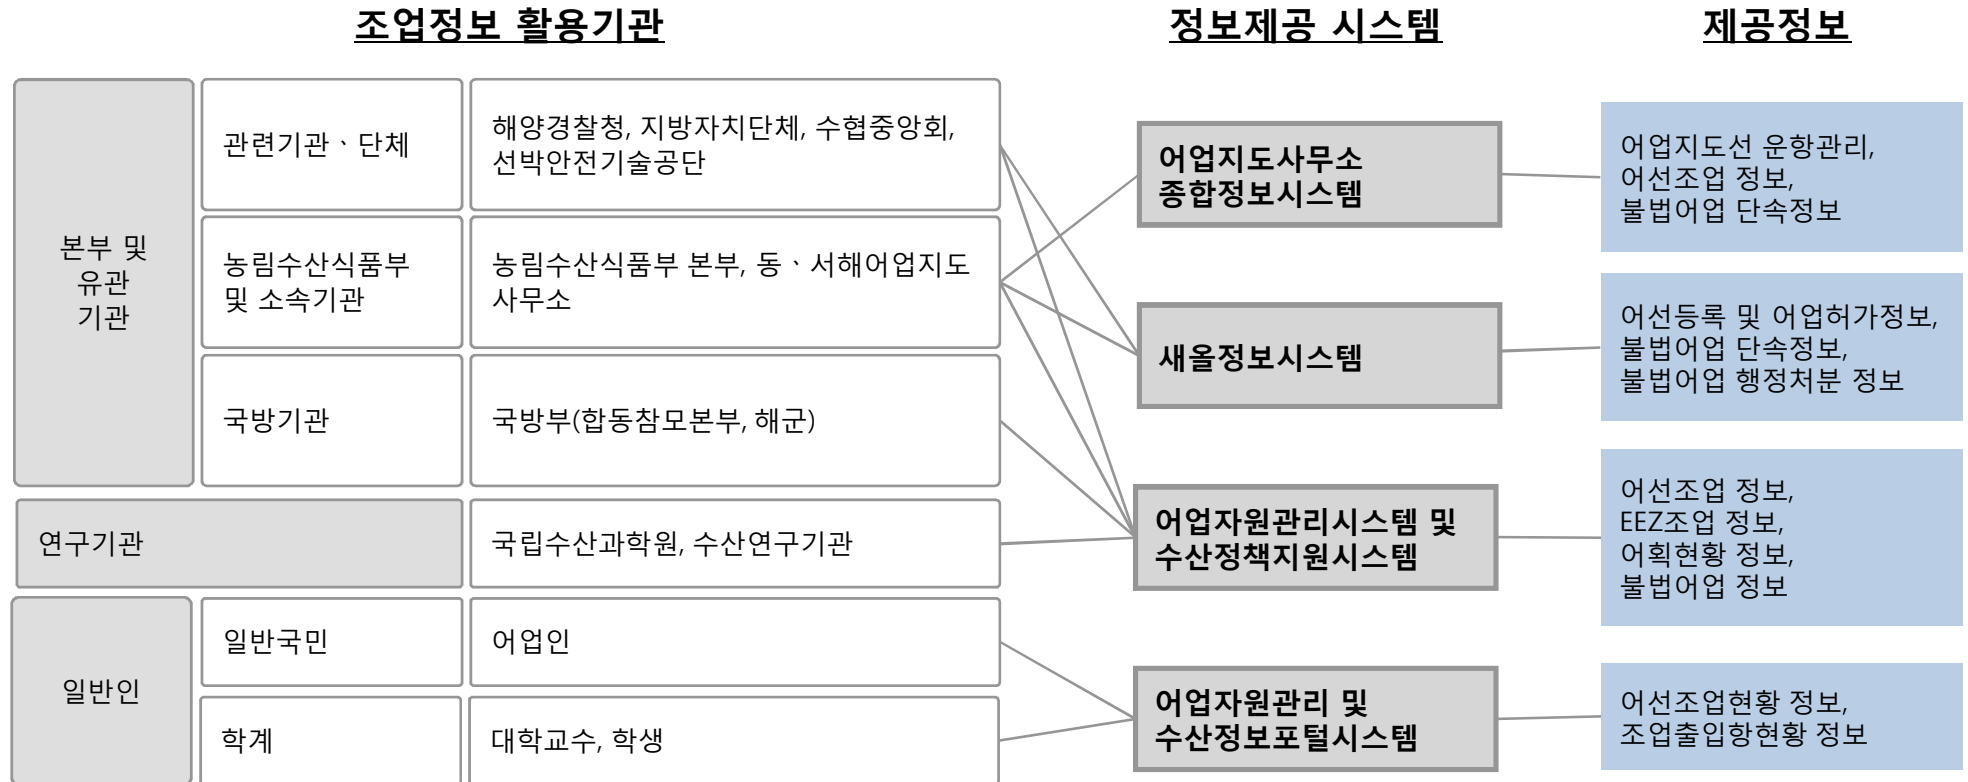 조업정보 활용기관
정보제공 시스템
제공정보
본부 및
유관
기관
관련기관ㆍ단체
해양경찰청, 지방자치단체, 수협중앙회,
선박안전기술공단
농림수산식품부
및 소속기관
농림수산식품부 본부, 동ㆍ서해어업지도
사무소
국방기관
국방부(합동참모본부, 해군)
연구기관
국립수산과학원, 수산연구기관
일반인
일반국민
어업인
학계
대학교수, 학생
어업지도사무소
종합정보시스템
새올정보시스템
어업자원관리시스템 및
수산정책지원시스템
어업자원관리 및
수산정보포털시스템
어업지도선 운항관리,
어선조업 정보,
불법어업 단속정보
어선등록 및 어업허가정보,
불법어업 단속정보,
불법어업 행정처분 정보
어선조업 정보,
EEZ조업 정보,
어획현황 정보,
불법어업 정보
어선조업현황 정보,
조업출입항현황 정보